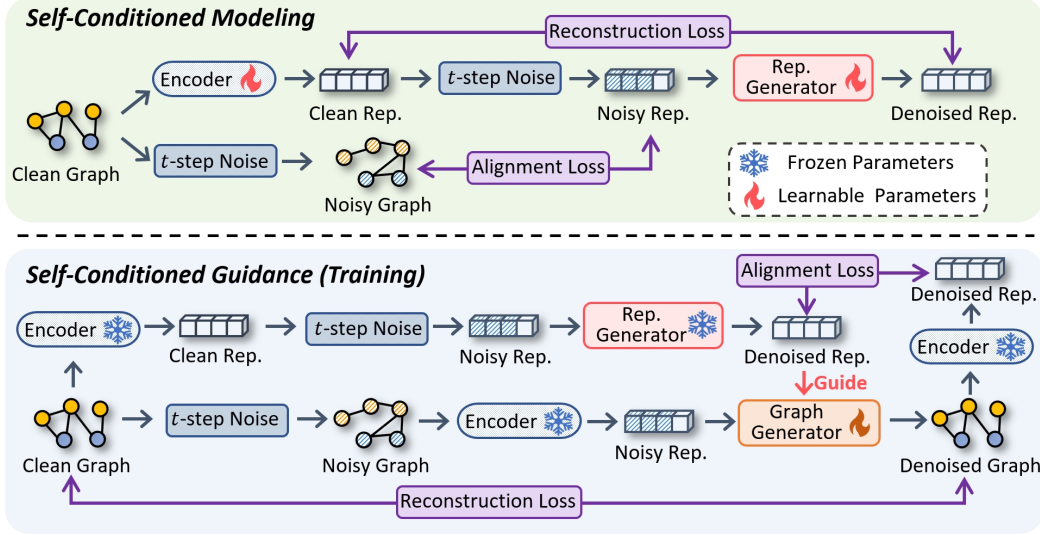 Self-Conditioned Modeling
Reconstruction Loss
Encoder
Clean Rep.
t-step Noise
Noisy Rep.
Rep.
Generator
Denoised Rep.
Clean Graph
t-step Noise
Noisy Graph
Alignment Loss
Frozen Parameters
Learnable Parameters
Self-Conditioned Guidance (Training)
Alignment Loss
Denoised Rep.
Encoder
Clean Rep.
t-step Noise
Noisy Rep.
Rep.
Generator
Denoised Rep.
Encoder
Guide
Clean Graph
t-step Noise
Noisy Graph
Encoder
Noisy Rep.
Graph
Generator
Denoised Graph
Reconstruction Loss